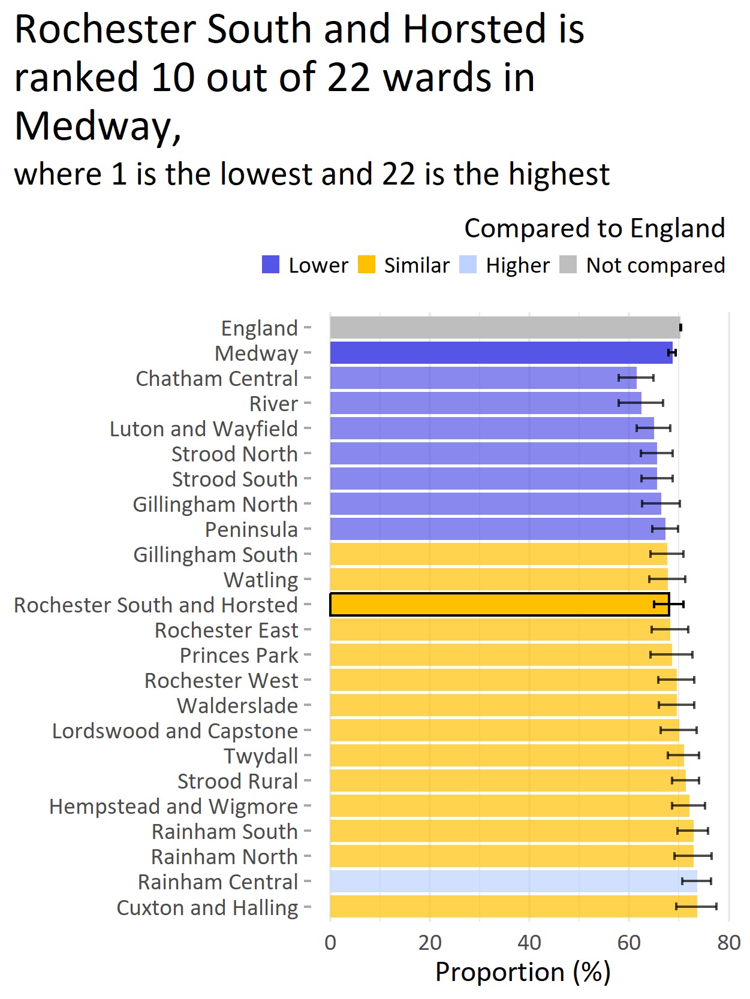 Rochester South and Horsted is
ranked 10 out of 22 wards in
Medway,
where 1 is the lowest and 22 is the highest
Compared to England
Lower Similar Higher Not compared
England
Medway
Chatham Central
River
Luton and Wayfield
Strood North
Strood South
Gillingham North
Peninsula
Gillingham South
Watling
Rochester South and Horsted
Rochester East
Princes Park
Rochester West
Walderslade
Lordswood and Capstone
Twydall
Strood Rural
Hempstead and Wigmore
Rainham South
Rainham North
Rainham Central
Cuxton and Halling
0 20 40 60 80
Proportion (%)